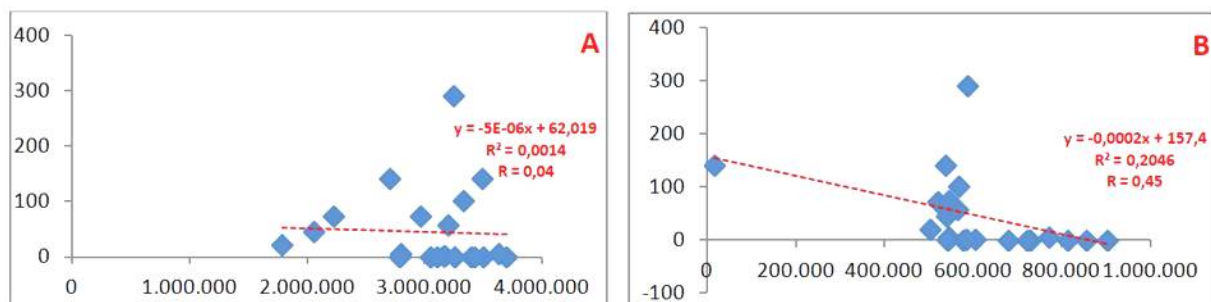 400
300
200
100
0
0
1.000.000
2.000.000
3.000.000
4.000.000
A
y = -5E-06x + 62,019
R² = 0,0014
R = 0,04
400
300
200
100
0
-100
0
200.000
400.000
600.000
800.000
1.000.000
B
y = -0,0002x + 157,4
R² = 0,2046
R = 0,45